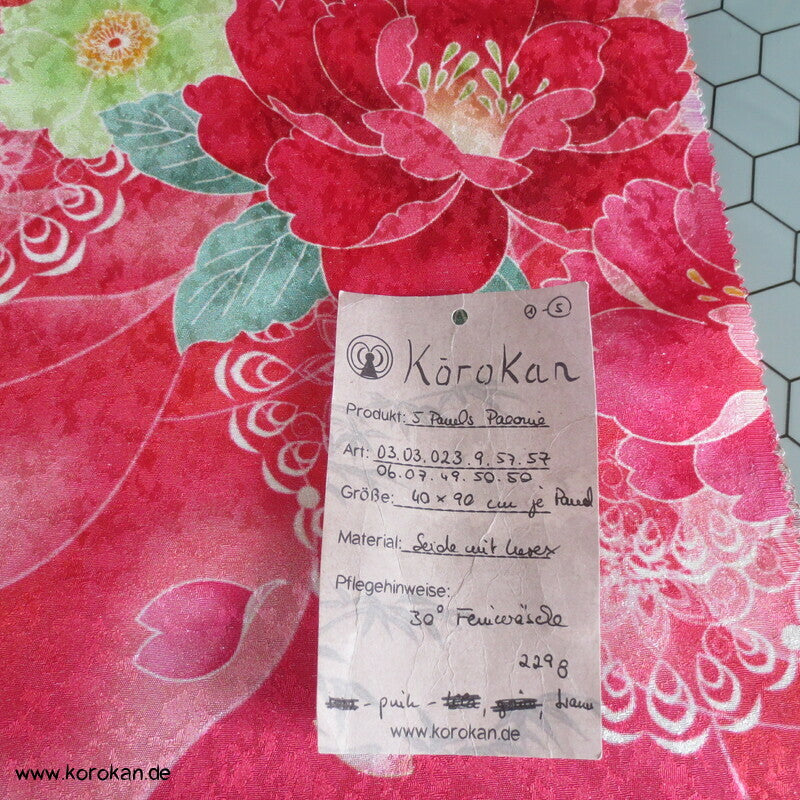 1-5
KōroKan
Produkt: 5 Panels Paeonie
Art: 03.03.023.9.57.57
06.07.49.50.50
Größe: 40 x 90 cm je Panel
Material: Seide mit Lurex
Pflegehinweise:
30° Feinwäsche
229g
- pink -
www.korokan.de
www.korokan.de